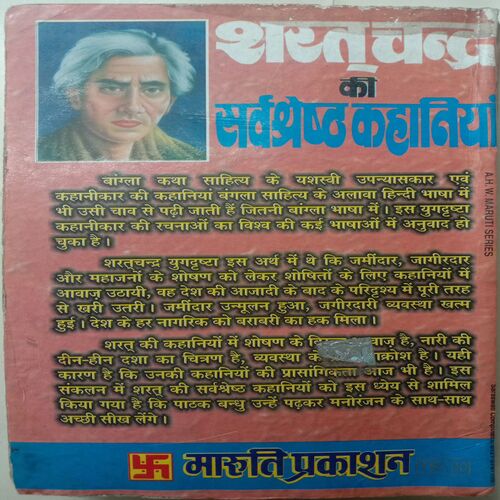 शरत् चन्द्र
की
सर्वश्रेष्ठ कहानियां
बांग्ला कथा साहित्य के यशस्वी उपन्यासकार एवं
कहानीकार की कहानियां बंगला साहित्य के अलावा हिन्दी भाषा में
भी उसी चाव से पढ़ी जाती हैं जितनी बांग्ला भाषा में। इस युगदृष्टा
कहानीकार की रचनाओं का विश्व की कई भाषाओं में अनुवाद हो
चुका है।
शरतचन्द्र युगदृष्टा इस अर्थ में थे कि जमींदार, जागीरदार
और महाजनों के शोषण को लेकर शोषितों के लिए कहानियों में
आवाज़ उठायी, वह देश की आजादी के बाद के परिदृश्य में पूरी तरह
से खरी उतरी। जमींदार उन्मूलन हुआ, जगीरदारी व्यवस्था खत्म
हुई। देश के हर नागरिक को बराबरी का हक मिला।
शरत् की कहानियों में शोषण के है, नारी की
दीन-हीन दशा का चित्रण है, व्यवस्था के है। यही
कारण है कि उनकी कहानियों की प्रासांगिकता आज भी है। इस
संकलन में शरत् की सर्वश्रेष्ठ कहानियों को इस ध्येय से शामिल
किया गया है कि पाठक बन्धु उन्हें पढ़कर मनोरंजन के साथ-साथ
अच्छी सीख लेंगे।
मारुति प्रकाशन
A.H.W. MARUTI SERIES